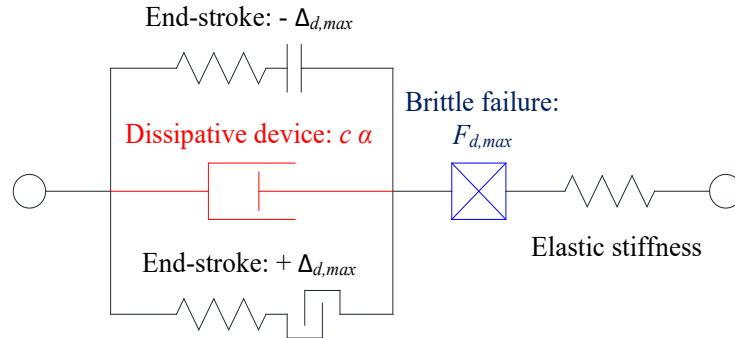 End-stroke: - Δd,max
Brittle failure:
Fd,max
Dissipative device: c α
End-stroke: + Δd,max
Elastic stiffness